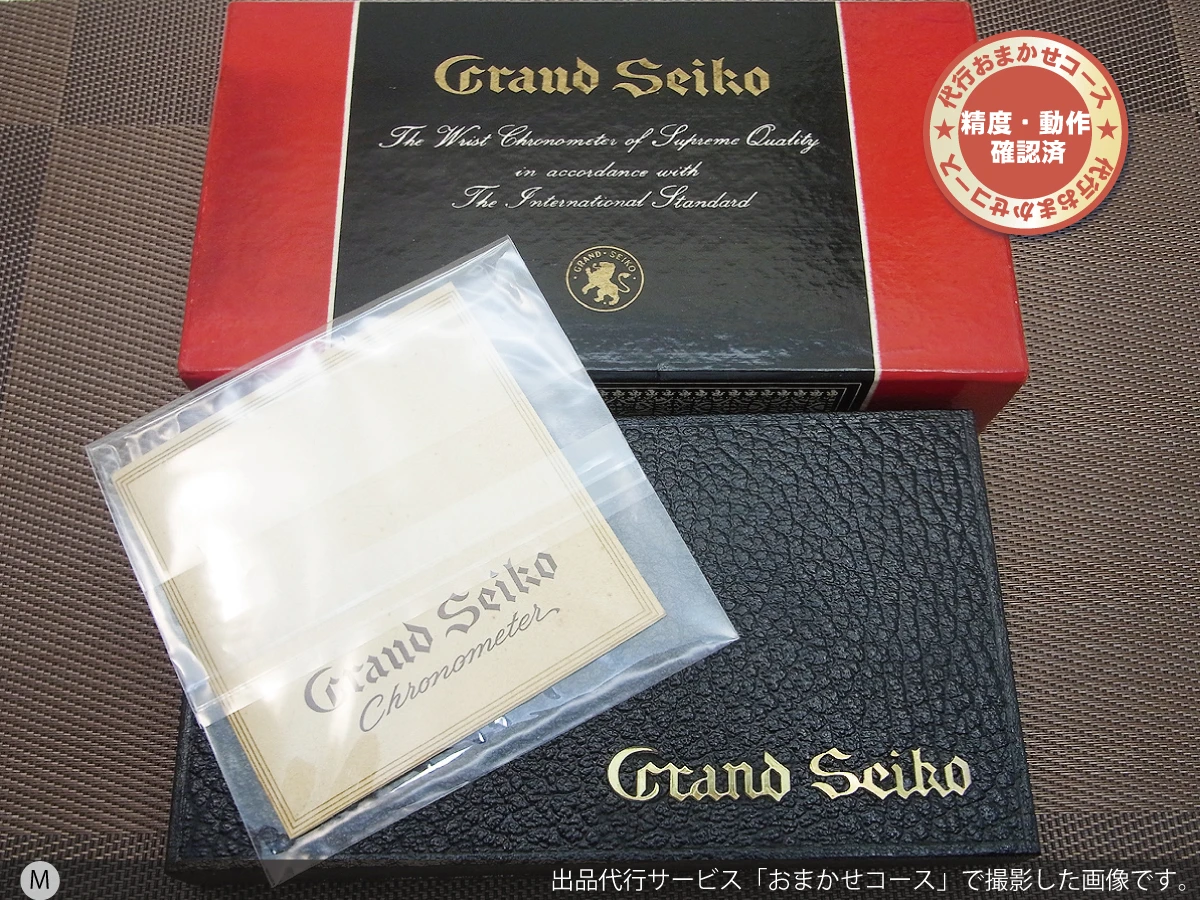 Grand Seiko
The Wrist Chronometer of Supreme Quality
in accordance with
The International Standard
・GRAND・SEIKO・
★代行おまかせコース★
代行おまかせコース
精度・動作
確認済
Grand Seiko
Chronometer
Grand Seiko
M
出品代行サービス「おまかせコース」で撮影した画像です。